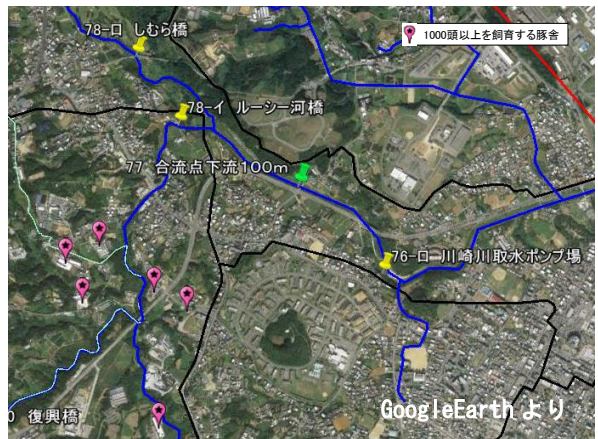 78-ロ しむら橋
1000頭以上を飼育する豚舎
78-イ ルーシー河橋
77 合流点下流100m
76-ロ 川崎川取水ポンプ場
0 復興橋
GoogleEarthより